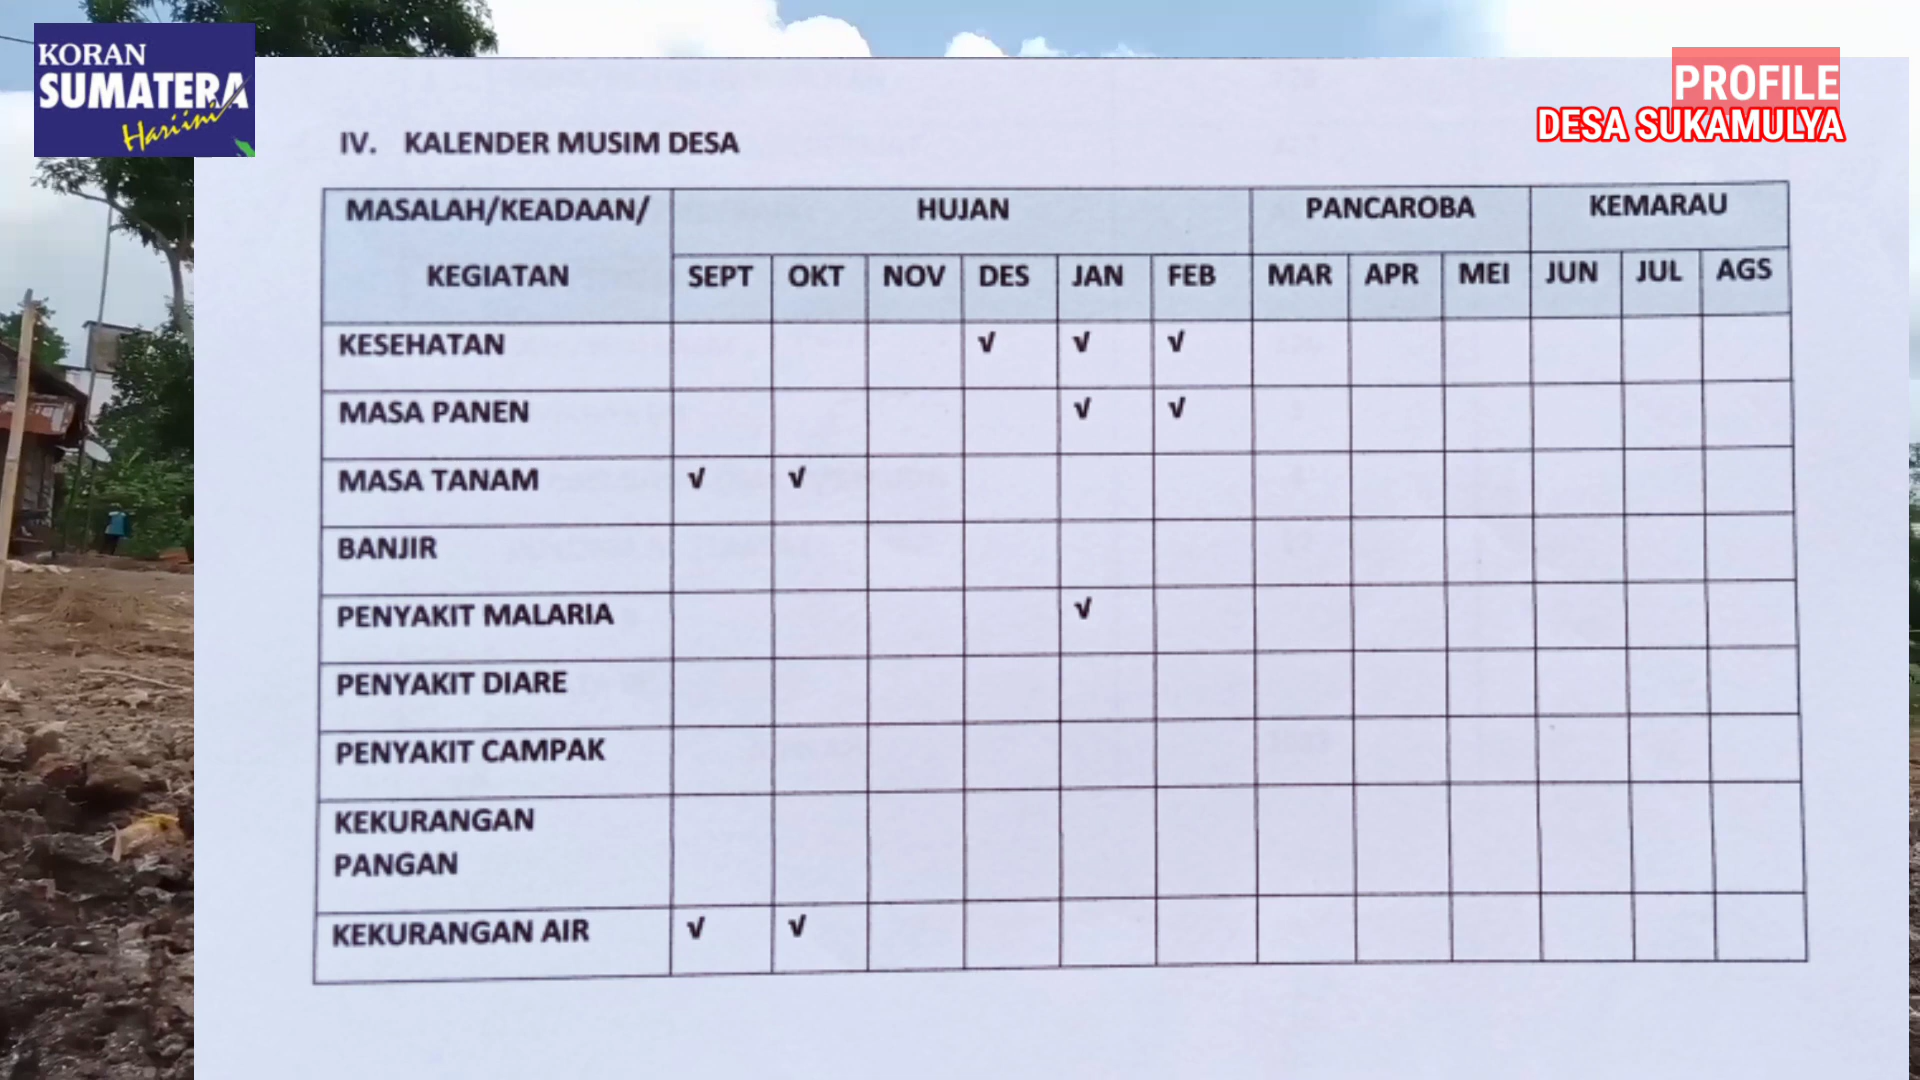 KORAN
SUMATERA
Hariini
PROFILE
DESA SUKAMULYA
IV. KALENDER MUSIM DESA
MASALAH/KEADAAN/ HUJAN PANCAROBA KEMARAU
KEGIATAN SEPT OKT NOV DES JAN FEB MAR APR MEI JUN JUL AGS
KESEHATAN √ √ √
MASA PANEN √ √
MASA TANAM √ √
BANJIR
PENYAKIT MALARIA √
PENYAKIT DIARE
PENYAKIT CAMPAK
KEKURANGAN
PANGAN
KEKURANGAN AIR √ √